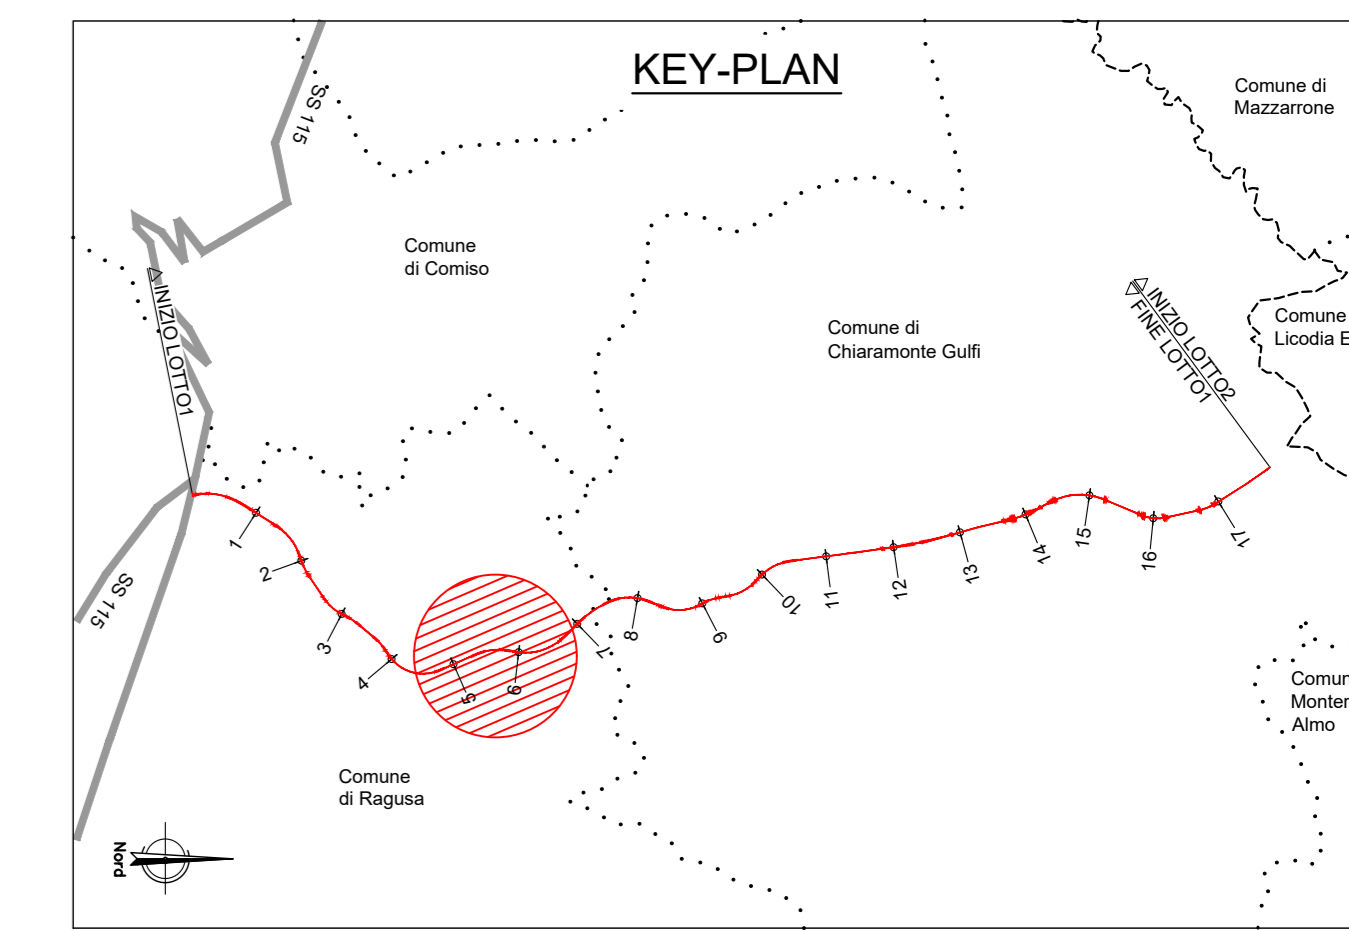 KEY-PLAN
Comune di
Mazzarrone
SS 115
Comune
di Comiso
INIZIO LOTTO1
Comune di
Chiaramonte Gulfi
INIZIO LOTTO2
FINE LOTTO1
Comune
Licodia E
1
2
3
4
5
6
7
8
9
10
11
12
13
14
15
16
17
SS 115
Comun
Monter
Almo
Comune
di Ragusa
Nord